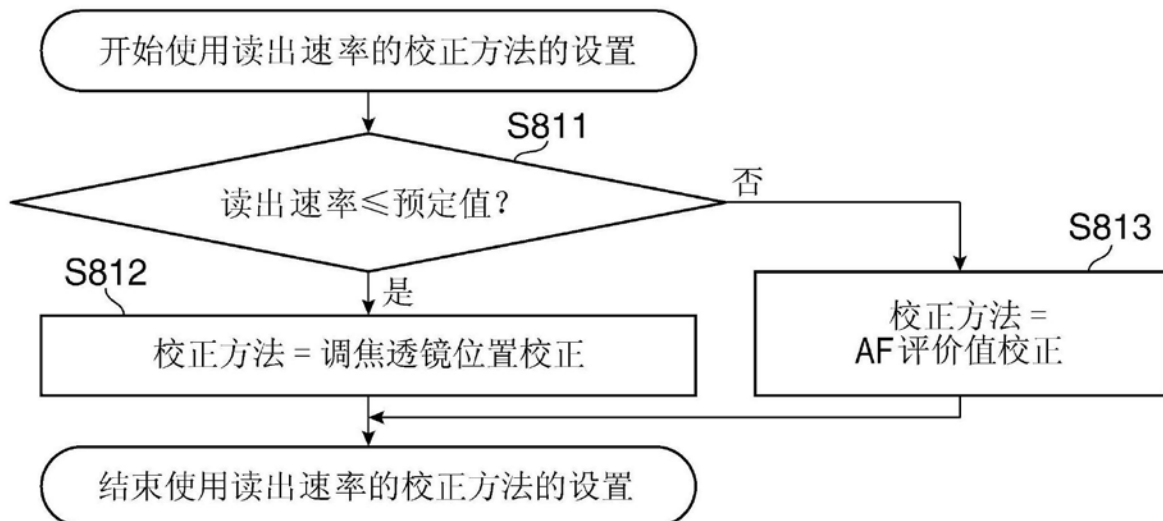 开始使用读出速率的校正方法的设置
S811
读出速率≤预定值?
否
S813
S812
是
校正方法=调焦透镜位置校正
校正方法=
AF评价值校正
结束使用读出速率的校正方法的设置